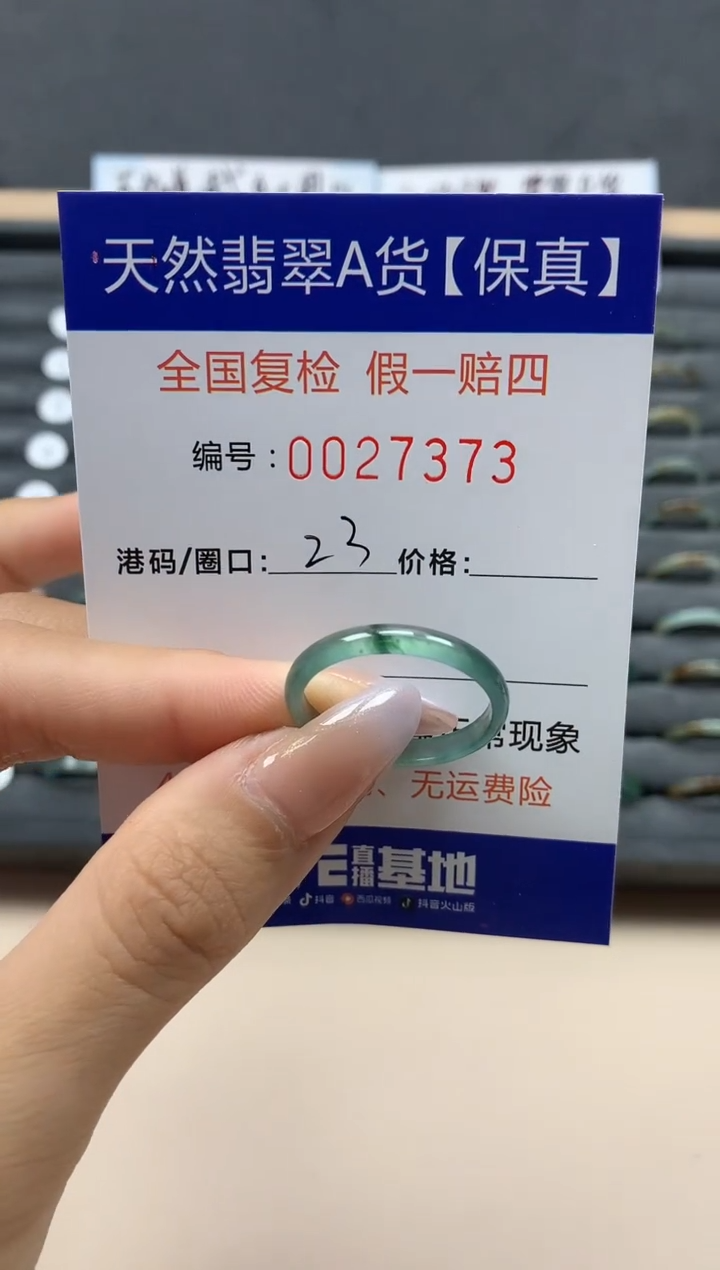 天然翡翠A货【保真】
全国复检 假一赔四
编号:0027373
港码/圈口:23 价格:
常现象
、无运费险
直播基地
抖音 西瓜视频 抖音火山版